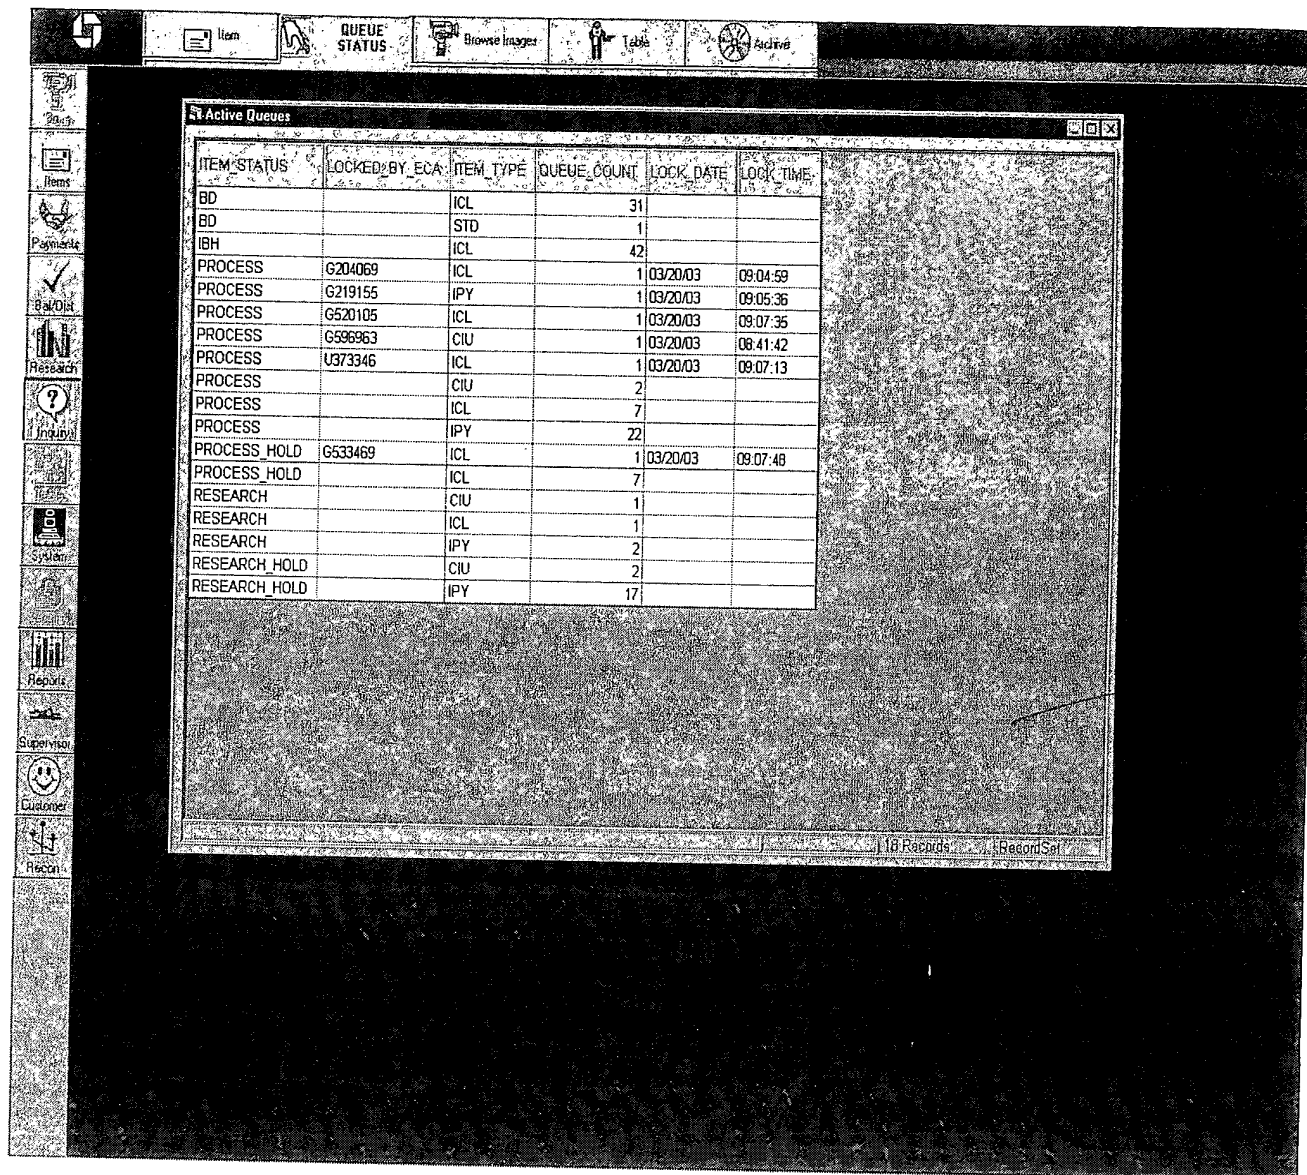 Item
QUEUE
STATUS
Browse Images
Table
Archive
Items
Payments
Bal/Dist
Research
Inquiry
System
Reports
Supervisor
Customer
Recon
Active Queues
ITEM_STATUS LOCKED_BY_ECA ITEM_TYPE QUEUE_COUNT LOCK_DATE LOCK_TIME
BD ICL 31
BD STD 1
IBH ICL 42
PROCESS G204069 ICL 1 03/20/03 09:04:59
PROCESS G219155 IPY 1 03/20/03 09:05:36
PROCESS G520105 ICL 1 03/20/03 09:07:35
PROCESS G596963 CIU 1 03/20/03 08:41:42
PROCESS U373346 ICL 1 03/20/03 09:07:13
PROCESS CIU 2
PROCESS ICL 7
PROCESS IPY 22
PROCESS_HOLD G533469 ICL 1 03/20/03 09:07:48
PROCESS_HOLD ICL 7
RESEARCH CIU 1
RESEARCH ICL 1
RESEARCH IPY 2
RESEARCH_HOLD CIU 2
RESEARCH_HOLD IPY 17
18 Records RecordSet